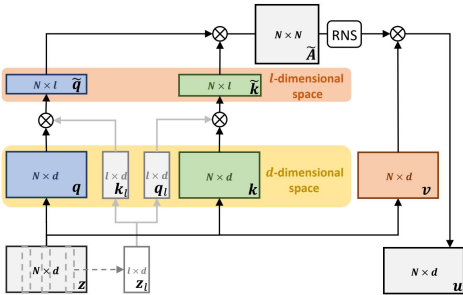 N × N
Ã
RNS
N × l
q̃
N × l
k̃
l-dimensional
space
N × d
q
l × d
k_l
l × d
q_l
N × d
k
d-dimensional
space
N × d
v
N × d
z
l × d
z_l
N × d
u